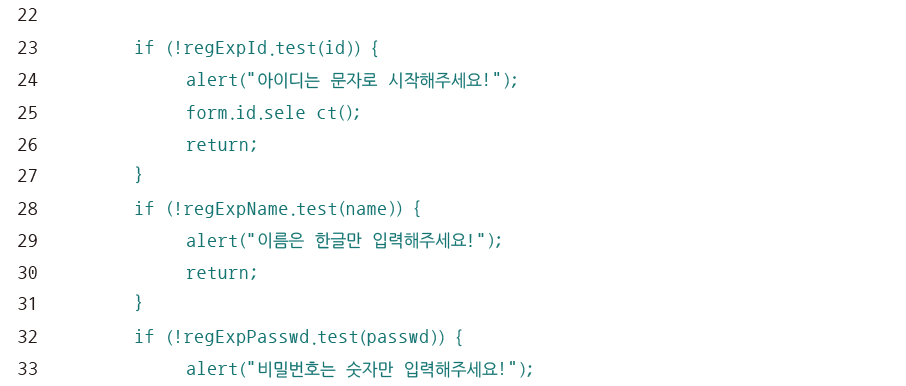 22
23 if (!regExpId.test(id)) {
24 alert("아이디는 문자로 시작해주세요!");
25 form.id.sele ct();
26 return;
27 }
28 if (!regExpName.test(name)) {
29 alert("이름은 한글만 입력해주세요!");
30 return;
31 }
32 if (!regExpPasswd.test(passwd)) {
33 alert("비밀번호는 숫자만 입력해주세요!");